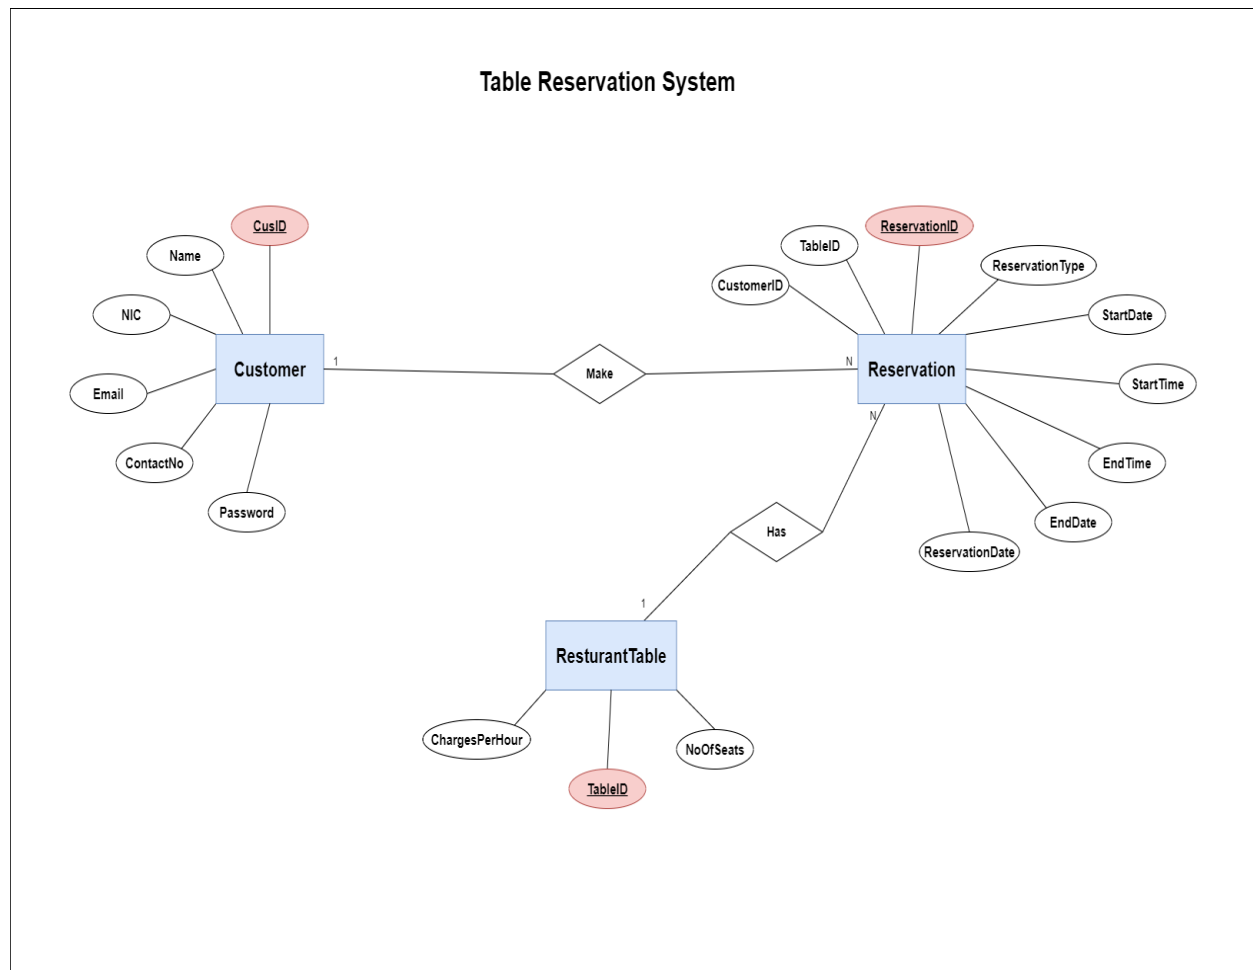 Table Reservation System
CusID
Name
NIC
Email
ContactNo
Password
Customer
1
Make
N
Reservation
N
CustomerID
TableID
ReservationID
ReservationType
StartDate
StartTime
EndTime
EndDate
ReservationDate
Has
1
ResturantTable
ChargesPerHour
TableID
NoOfSeats